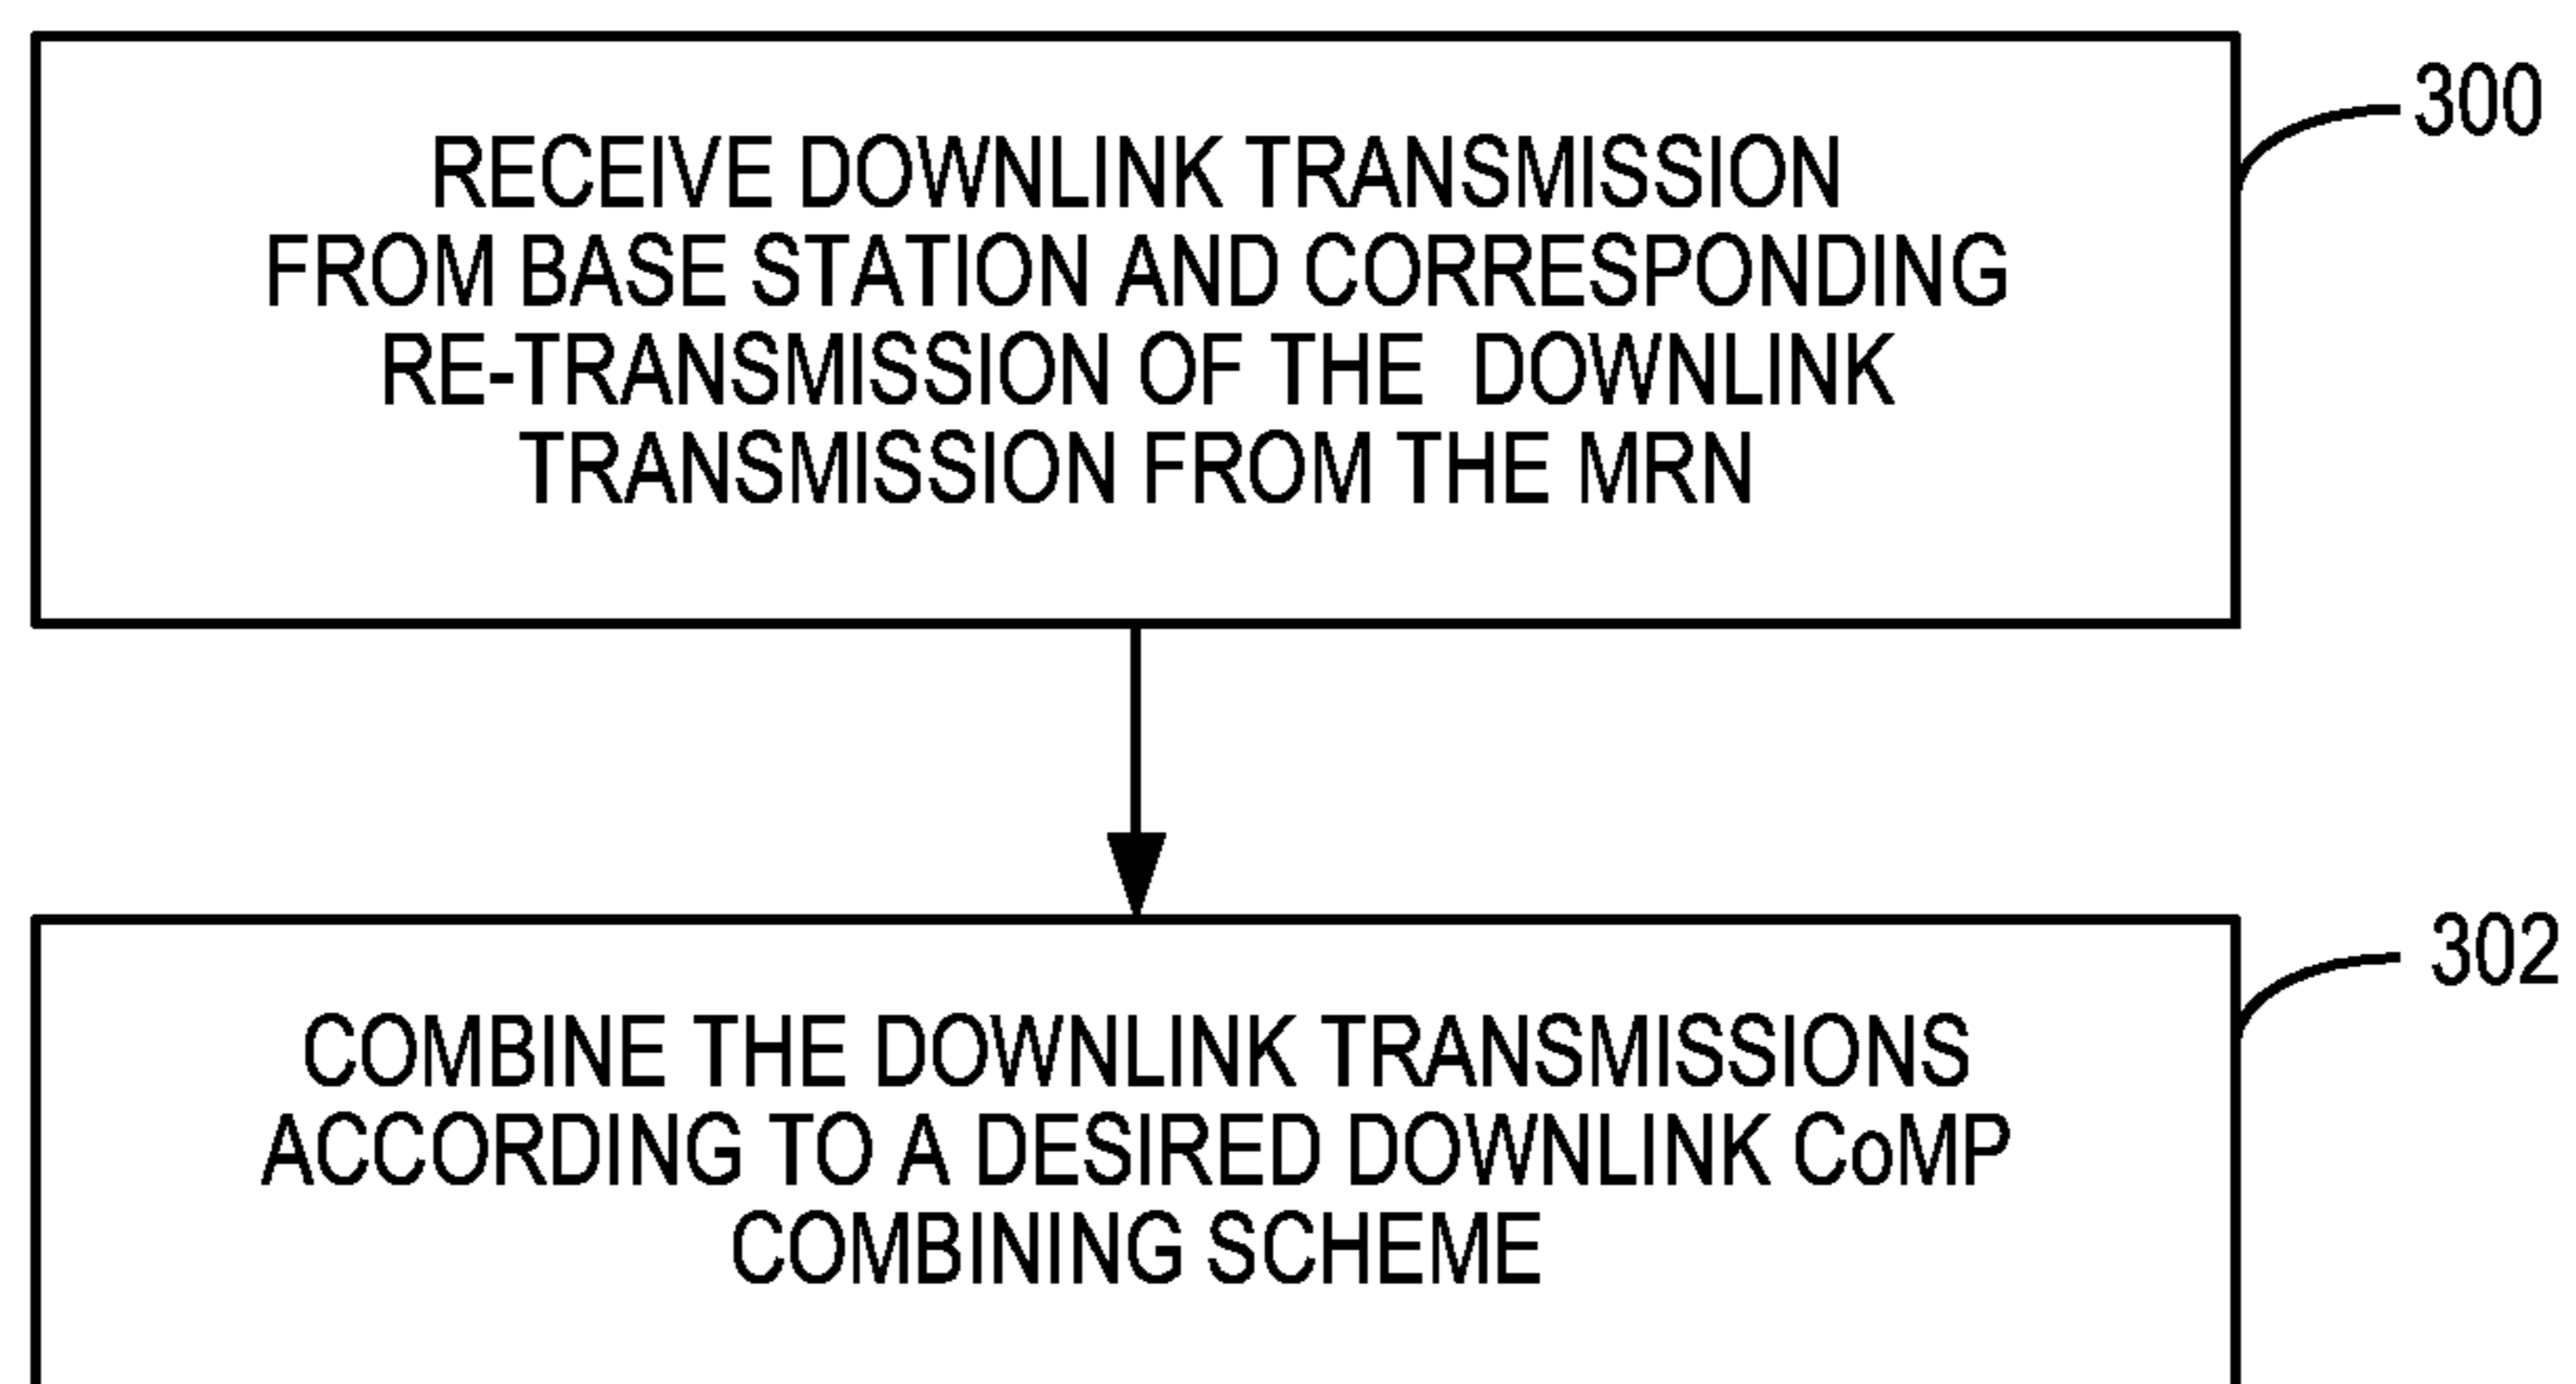 300
RECEIVE DOWNLINK TRANSMISSION
FROM BASE STATION AND CORRESPONDING
RE-TRANSMISSION OF THE DOWNLINK
TRANSMISSION FROM THE MRN
302
COMBINE THE DOWNLINK TRANSMISSIONS
ACCORDING TO A DESIRED DOWNLINK CoMP
COMBINING SCHEME